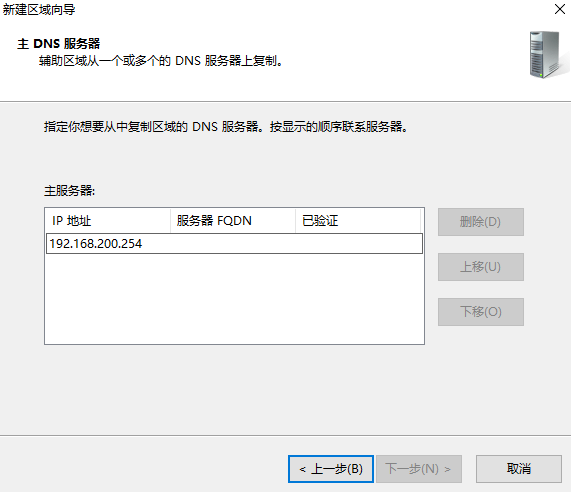 新建区域向导
主 DNS 服务器
辅助区域从一个或多个的 DNS 服务器上复制。
指定你想要从中复制区域的 DNS 服务器。按显示的顺序联系服务器。
主服务器:
IP 地址 服务器 FQDN 已验证
192.168.200.254
删除(D)
上移(U)
下移(O)
< 上一步(B) 下一步(N) > 取消